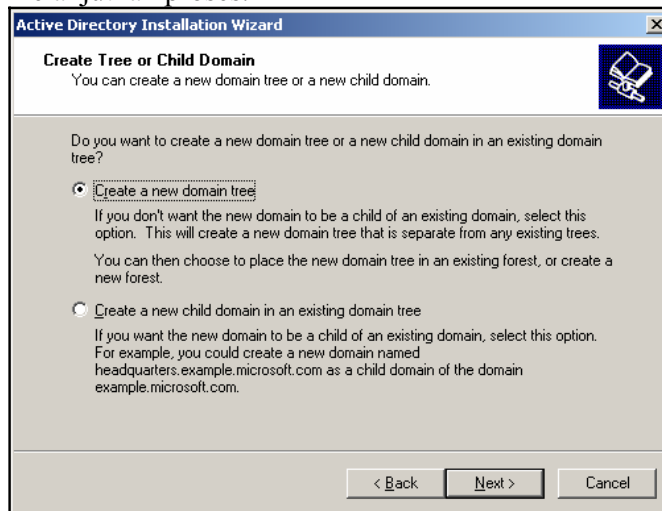 Active Directory Installation Wizard
Create Tree or Child Domain
You can create a new domain tree or a new child domain.
Do you want to create a new domain tree or a new child domain in an existing domain
tree?
Create a new domain tree
If you don't want the new domain to be a child of an existing domain, select this
option. This will create a new domain tree that is separate from any existing trees.
You can then choose to place the new domain tree in an existing forest, or create a
new forest.
Create a new child domain in an existing domain tree
If you want the new domain to be a child of an existing domain, select this option.
For example, you could create a new domain named
headquarters.example.microsoft.com as a child domain of the domain
example.microsoft.com.
< Back Next > Cancel